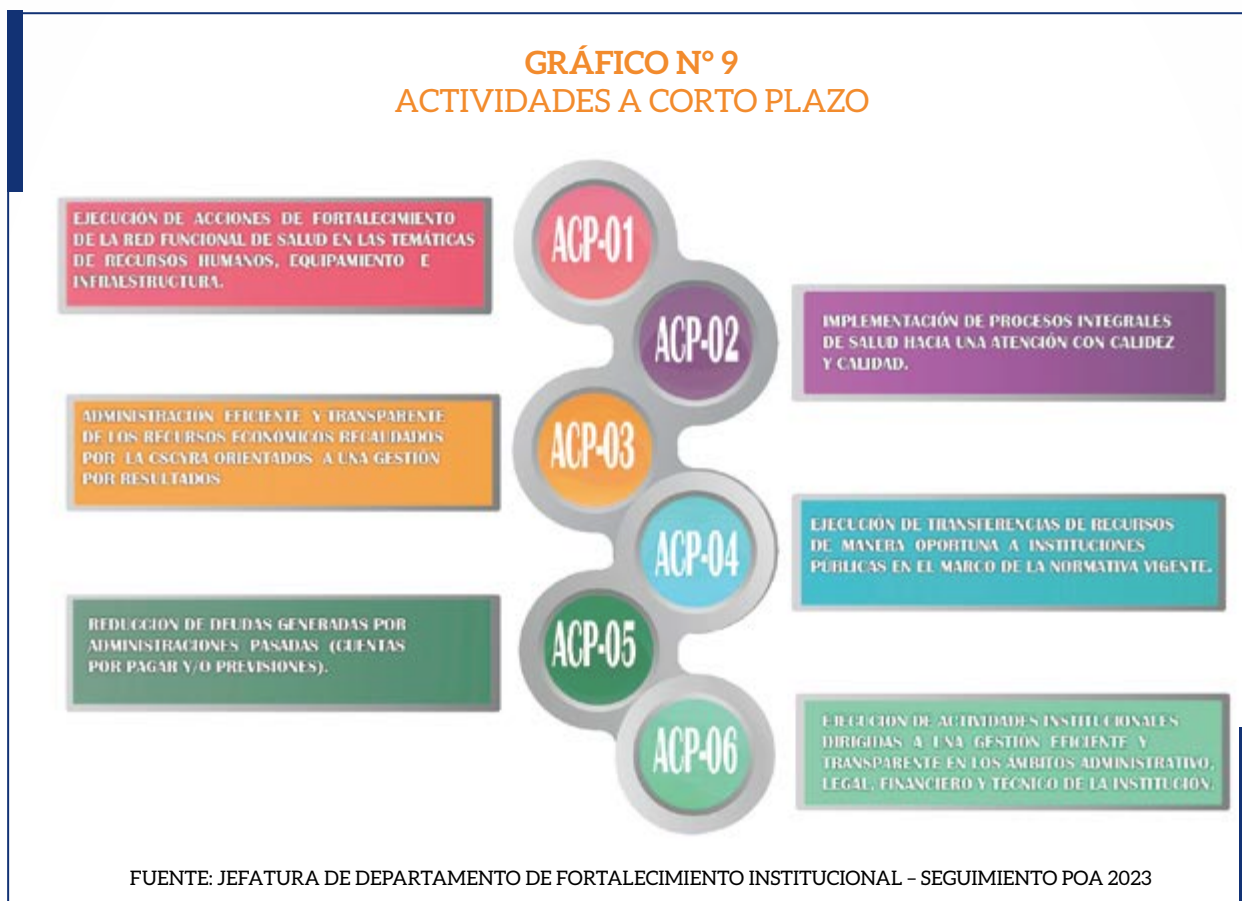 GRÁFICO N° 9
ACTIVIDADES A CORTO PLAZO
EJECUCIÓN DE ACCIONES DE FORTALECIMIENTO
DE LA RED FUNCIONAL DE SALUD EN LAS TEMÁTICAS
DE RECURSOS HUMANOS, EQUIPAMIENTO E
INFRAESTRUCTURA.
ACP-01
ACP-02
IMPLEMENTACIÓN DE PROCESOS INTEGRALES
DE SALUD HACIA UNA ATENCIÓN CON CALIDEZ
Y CALIDAD.
ADMINISTRACIÓN EFICIENTE Y TRANSPARENTE
DE LOS RECURSOS ECONÓMICOS RECAUDADOS
POR LA CSCYRA ORIENTADOS A UNA GESTIÓN
POR RESULTADOS
ACP-03
ACP-04
EJECUCIÓN DE TRANSFERENCIAS DE RECURSOS
DE MANERA OPORTUNA A INSTITUCIONES
PÚBLICAS EN EL MARCO DE LA NORMATIVA VIGENTE.
REDUCCIÓN DE DEUDAS GENERADAS POR
ADMINISTRACIONES PASADAS (CUENTAS
POR PAGAR Y/O PREVISIONES).
ACP-05
ACP-06
EJECUCIÓN DE ACTIVIDADES INSTITUCIONALES
DIRIGIDAS A UNA GESTIÓN EFICIENTE Y
TRANSPARENTE EN LOS ÁMBITOS ADMINISTRATIVO,
LEGAL, FINANCIERO Y TÉCNICO DE LA INSTITUCIÓN.
FUENTE: JEFATURA DE DEPARTAMENTO DE FORTALECIMIENTO INSTITUCIONAL – SEGUIMIENTO POA 2023